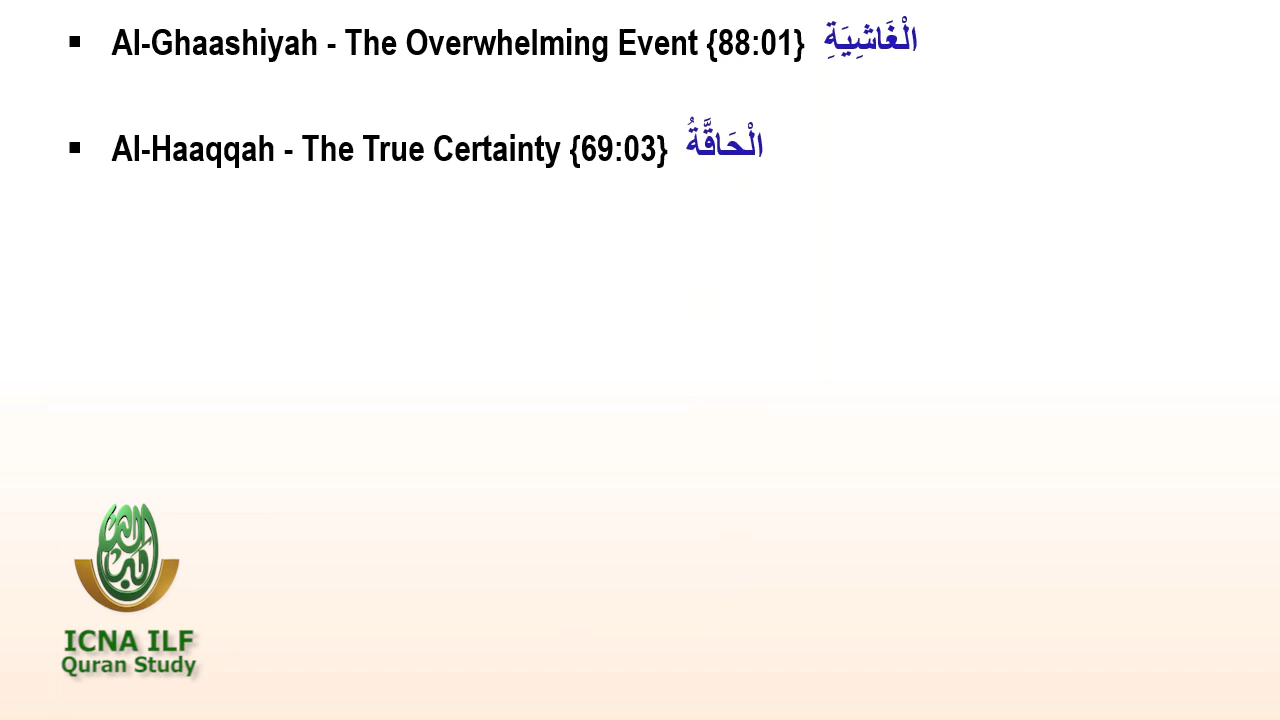 ▪ Al-Ghaashiyah - The Overwhelming Event {88:01} الْغَاشِيَةِ
▪ Al-Haaqqah - The True Certainty {69:03} الْحَاقَّةُ
ICNA ILF
Quran Study